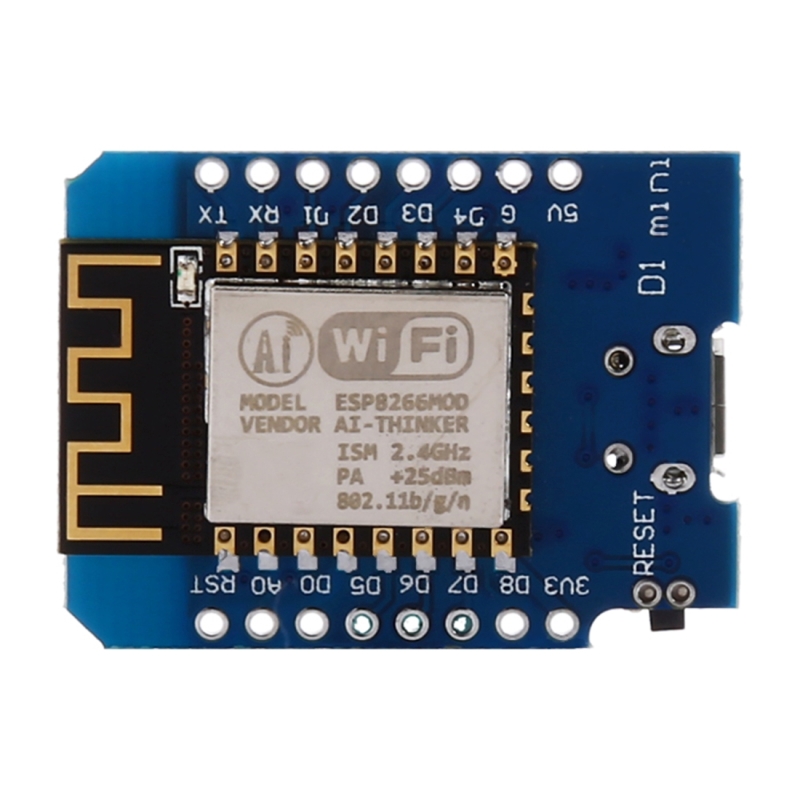 TX RX D1 D2 D3 D4 G 5V
D1 mini
Ai WiFi
MODEL ESP8266MOD
VENDOR AI-THINKER
ISM 2.4GHz
PA +25dBm
802.11b/g/n
RESET
RST A0 D0 D5 D6 D7 D8 3V3